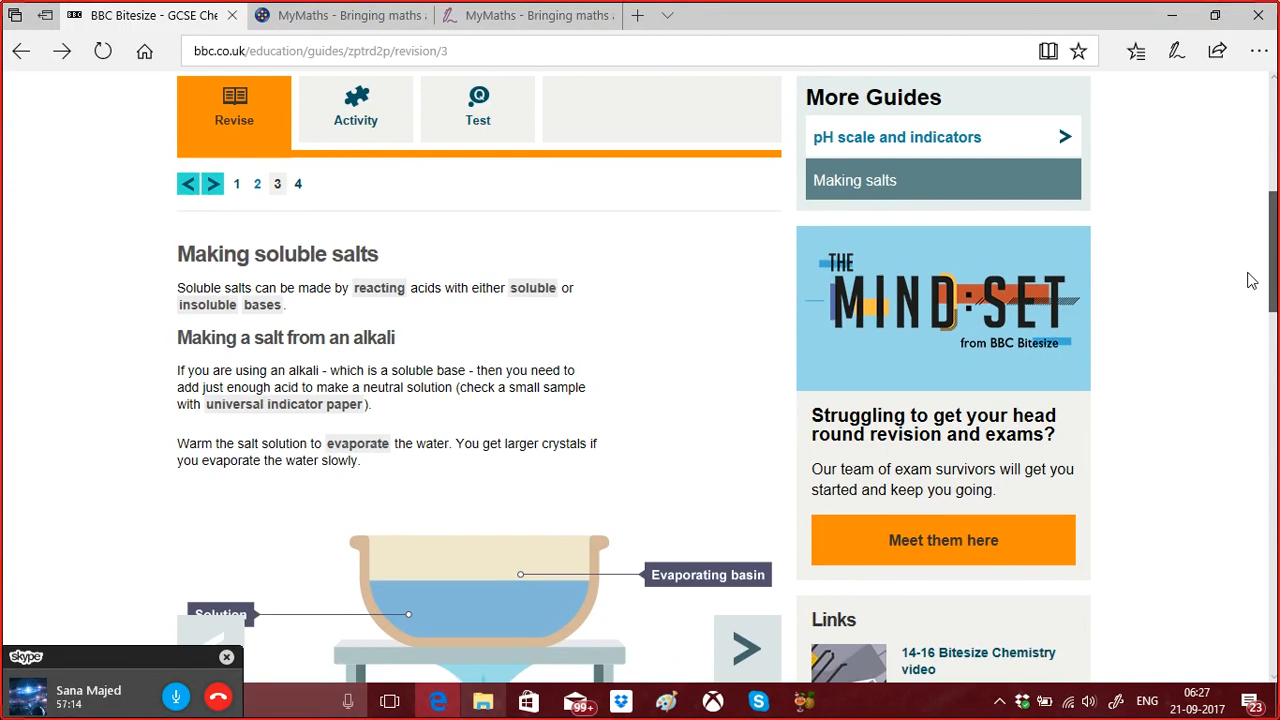 BBC Bitesize - GCSE Che
MyMaths - Bringing maths a
MyMaths - Bringing maths a
bbc.co.uk/education/guides/zptrd2p/revision/3
Revise
Activity
Test
1 2 3 4
Making soluble salts
Soluble salts can be made by reacting acids with either soluble or
insoluble bases.
Making a salt from an alkali
If you are using an alkali - which is a soluble base - then you need to
add just enough acid to make a neutral solution (check a small sample
with universal indicator paper).
Warm the salt solution to evaporate the water. You get larger crystals if
you evaporate the water slowly.
Evaporating basin
Solution
More Guides
pH scale and indicators
Making salts
THE
MIND:SET
from BBC Bitesize
Struggling to get your head
round revision and exams?
Our team of exam survivors will get you
started and keep you going.
Meet them here
Links
14-16 Bitesize Chemistry
video
skype
Sana Majed
57:14
99+
ENG
06:27
21-09-2017
23